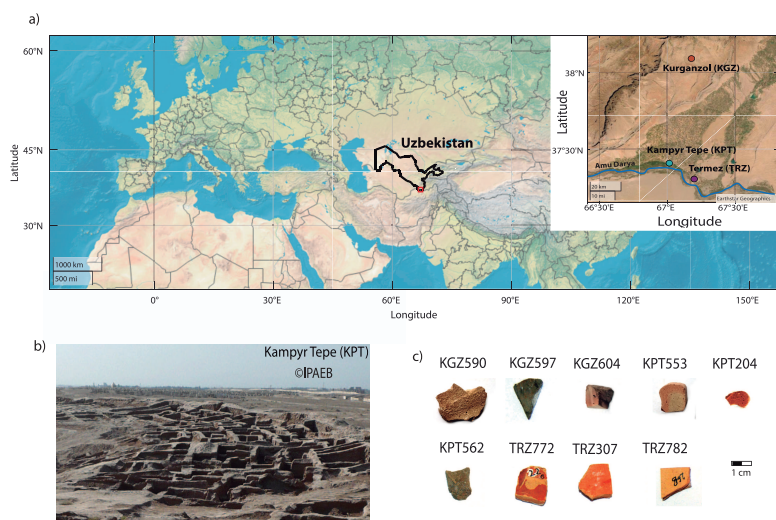 a)
60°N
45°N
30°N
Latitude
Uzbekistan
1000 km
500 mi
0°
30°E
60°E
90°E
120°E
150°E
Longitude
38°N
37°30'N
Latitude
Kurganzol (KGZ)
Kampyr Tepe (KPT)
Termez (TRZ)
Amu Darya
20 km
10 mi
Earthstar Geographics
66°30'E
67°E
67°30'E
Longitude
b)
Kampyr Tepe (KPT)
©IPAEB
c)
KGZ590 KGZ597 KGZ604 KPT553 KPT204
KPT562 TRZ772 TRZ307 TRZ782
1 cm